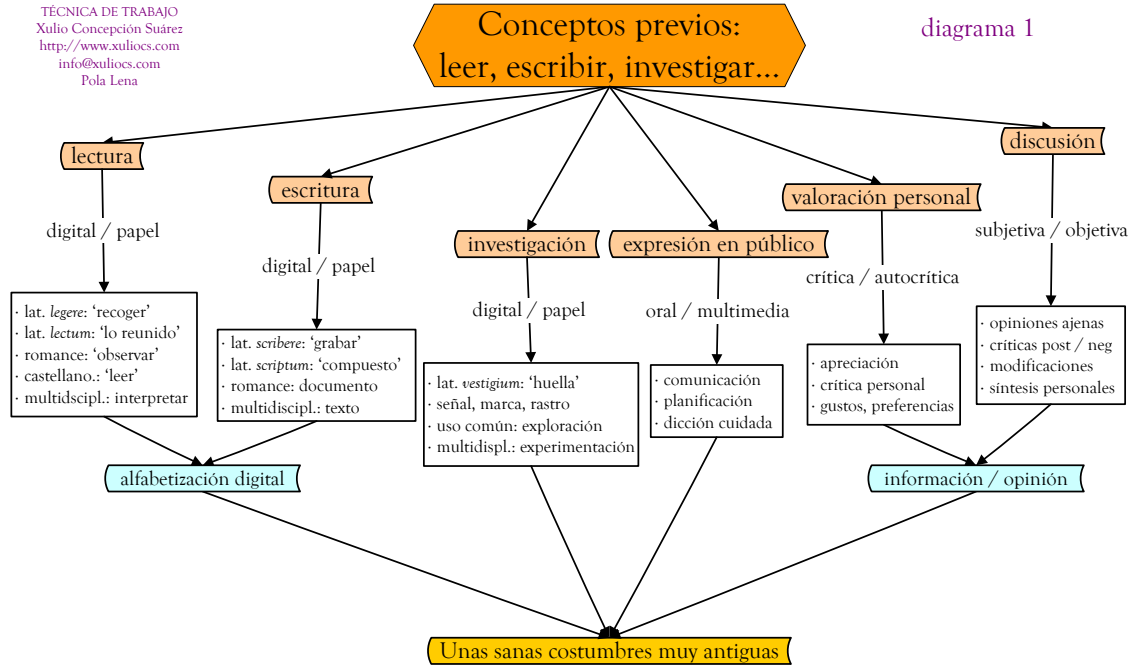 TÉCNICA DE TRABAJO
Xulio Concepción Suárez
http://www.xuliocs.com
info@xuliocs.com
Pola Lena
Conceptos previos:
leer, escribir, investigar...
diagrama 1
lectura
digital / papel
· lat. legere: ‘recoger’
· lat. lectum: ‘lo reunido’
· romance: ‘observar’
· castellano.: ‘leer’
· multidscipl.: interpretar
escritura
digital / papel
· lat. scribere: ‘grabar’
· lat. scriptum: ‘compuesto’
· romance: documento
· multidiscipl.: texto
investigación
digital / papel
· lat. vestigium: ‘huella’
· señal, marca, rastro
· uso común: exploración
· multidispl.: experimentación
expresión en público
oral / multimedia
· comunicación
· planificación
· dicción cuidada
valoración personal
crítica / autocrítica
· apreciación
· crítica personal
· gustos, preferencias
discusión
subjetiva / objetiva
· opiniones ajenas
· críticas post / neg
· modificaciones
· síntesis personales
alfabetización digital
información / opinión
Unas sanas costumbres muy antiguas